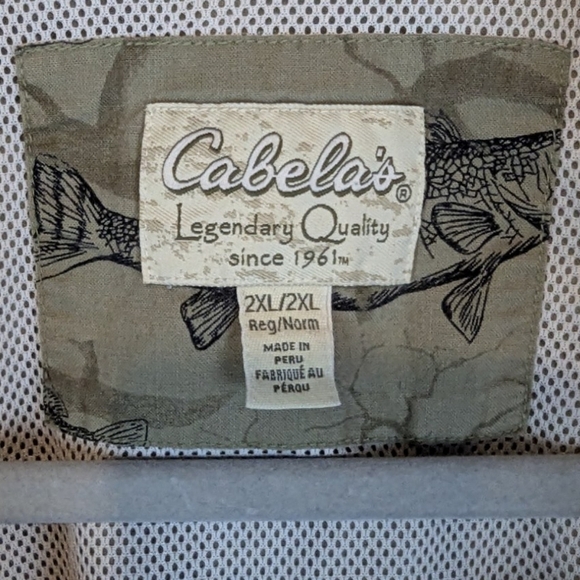 Cabela's®
Legendary Quality
since 1961™
2XL/2XL
Reg/Norm
MADE IN
PERU
FABRIQUÉ AU
PÉROU